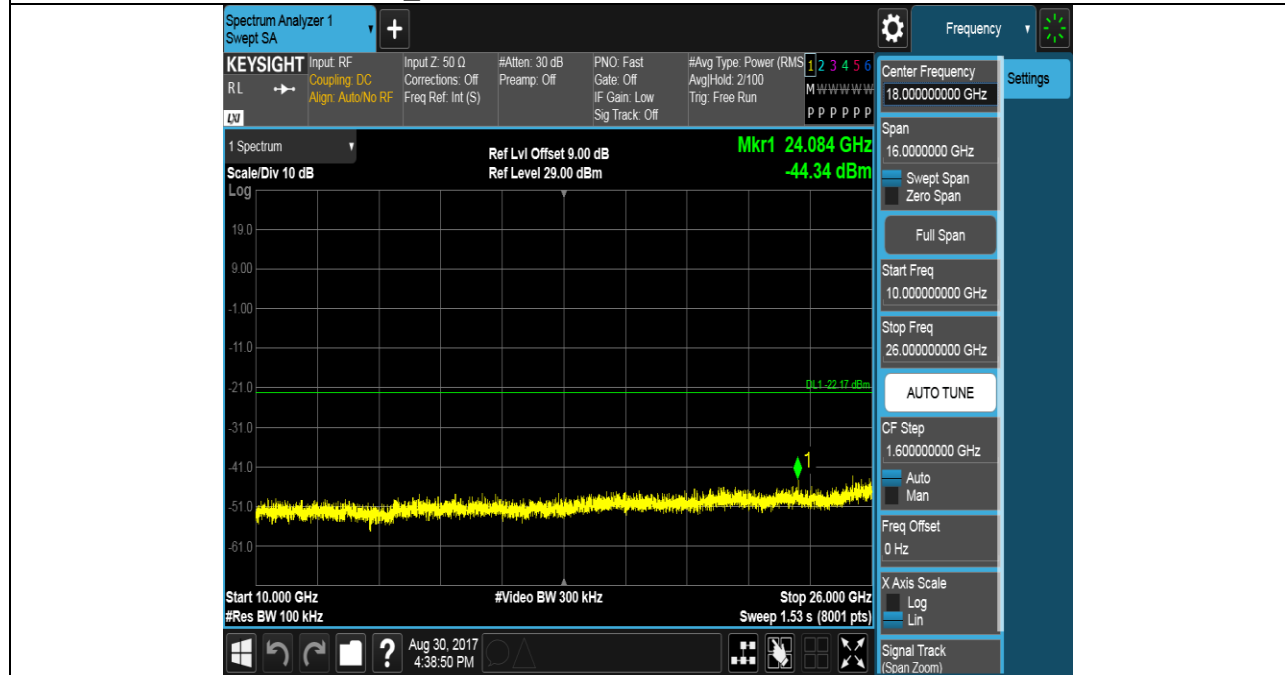 Spectrum Analyzer 1
Swept SA
+
Frequency
KEYSIGHT
RL
LXI
Input: RF
Coupling: DC
Align: Auto/No RF
Input Z: 50 Ω
Corrections: Off
Freq Ref: Int (S)
#Atten: 30 dB
Preamp: Off
PNO: Fast
Gate: Off
IF Gain: Low
Sig Track: Off
#Avg Type: Power (RMS
Avg|Hold: 2/100
Trig: Free Run
1 2 3 4 5 6
M W W W W W
P P P P P P
1 Spectrum
Scale/Div 10 dB
Log
Ref Lvl Offset 9.00 dB
Ref Level 29.00 dBm
Mkr1 24.084 GHz
-44.34 dBm
19.0
9.00
-1.00
-11.0
-21.0
DL1 -22.17 dBm
-31.0
-41.0
1
-51.0
-61.0
Start 10.000 GHz
#Res BW 100 kHz
#Video BW 300 kHz
Stop 26.000 GHz
Sweep 1.53 s (8001 pts)
?
Aug 30, 2017
4:38:50 PM
Center Frequency
18.000000000 GHz
Settings
Span
16.0000000 GHz
Swept Span
Zero Span
Full Span
Start Freq
10.000000000 GHz
Stop Freq
26.000000000 GHz
AUTO TUNE
CF Step
1.600000000 GHz
Auto
Man
Freq Offset
0 Hz
X Axis Scale
Log
Lin
Signal Track
(Span Zoom)